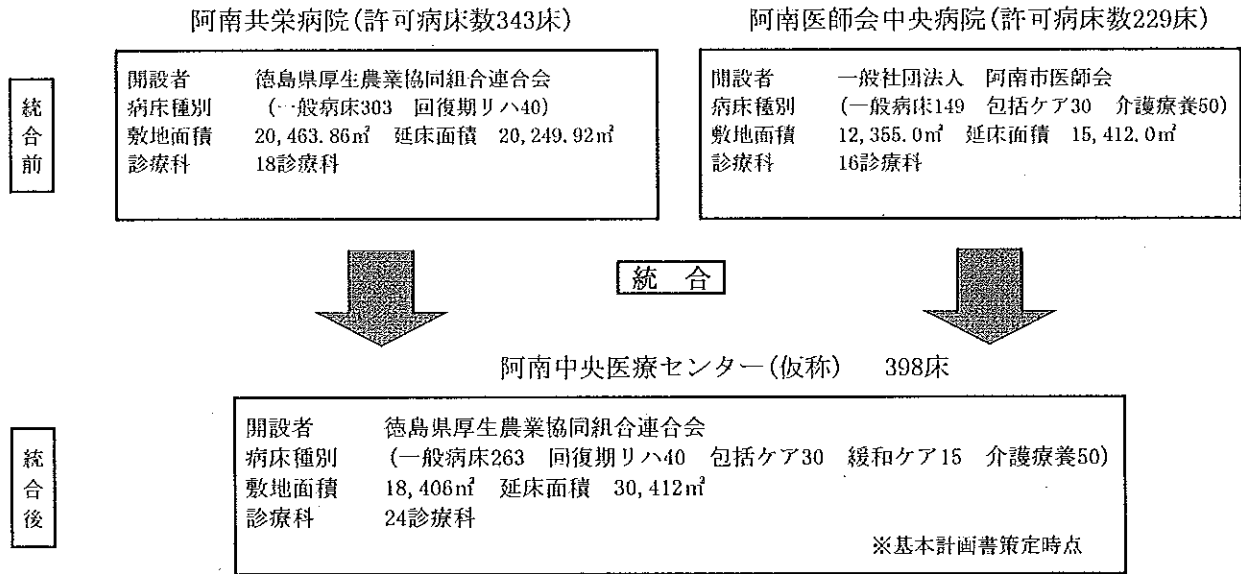 阿南共栄病院(許可病床数343床)
阿南医師会中央病院(許可病床数229床)
統合前
開設者 徳島県厚生農業協同組合連合会
病床種別 (一般病床303 回復期リハ40)
敷地面積 20,463.86㎡ 延床面積 20,249.92㎡
診療科 18診療科
開設者 一般社団法人 阿南市医師会
病床種別 (一般病床149 包括ケア30 介護療養50)
敷地面積 12,355.0㎡ 延床面積 15,412.0㎡
診療科 16診療科
統合
阿南中央医療センター(仮称) 398床
統合後
開設者 徳島県厚生農業協同組合連合会
病床種別 (一般病床263 回復期リハ40 包括ケア30 緩和ケア15 介護療養50)
敷地面積 18,406㎡ 延床面積 30,412㎡
診療科 24診療科
※基本計画書策定時点